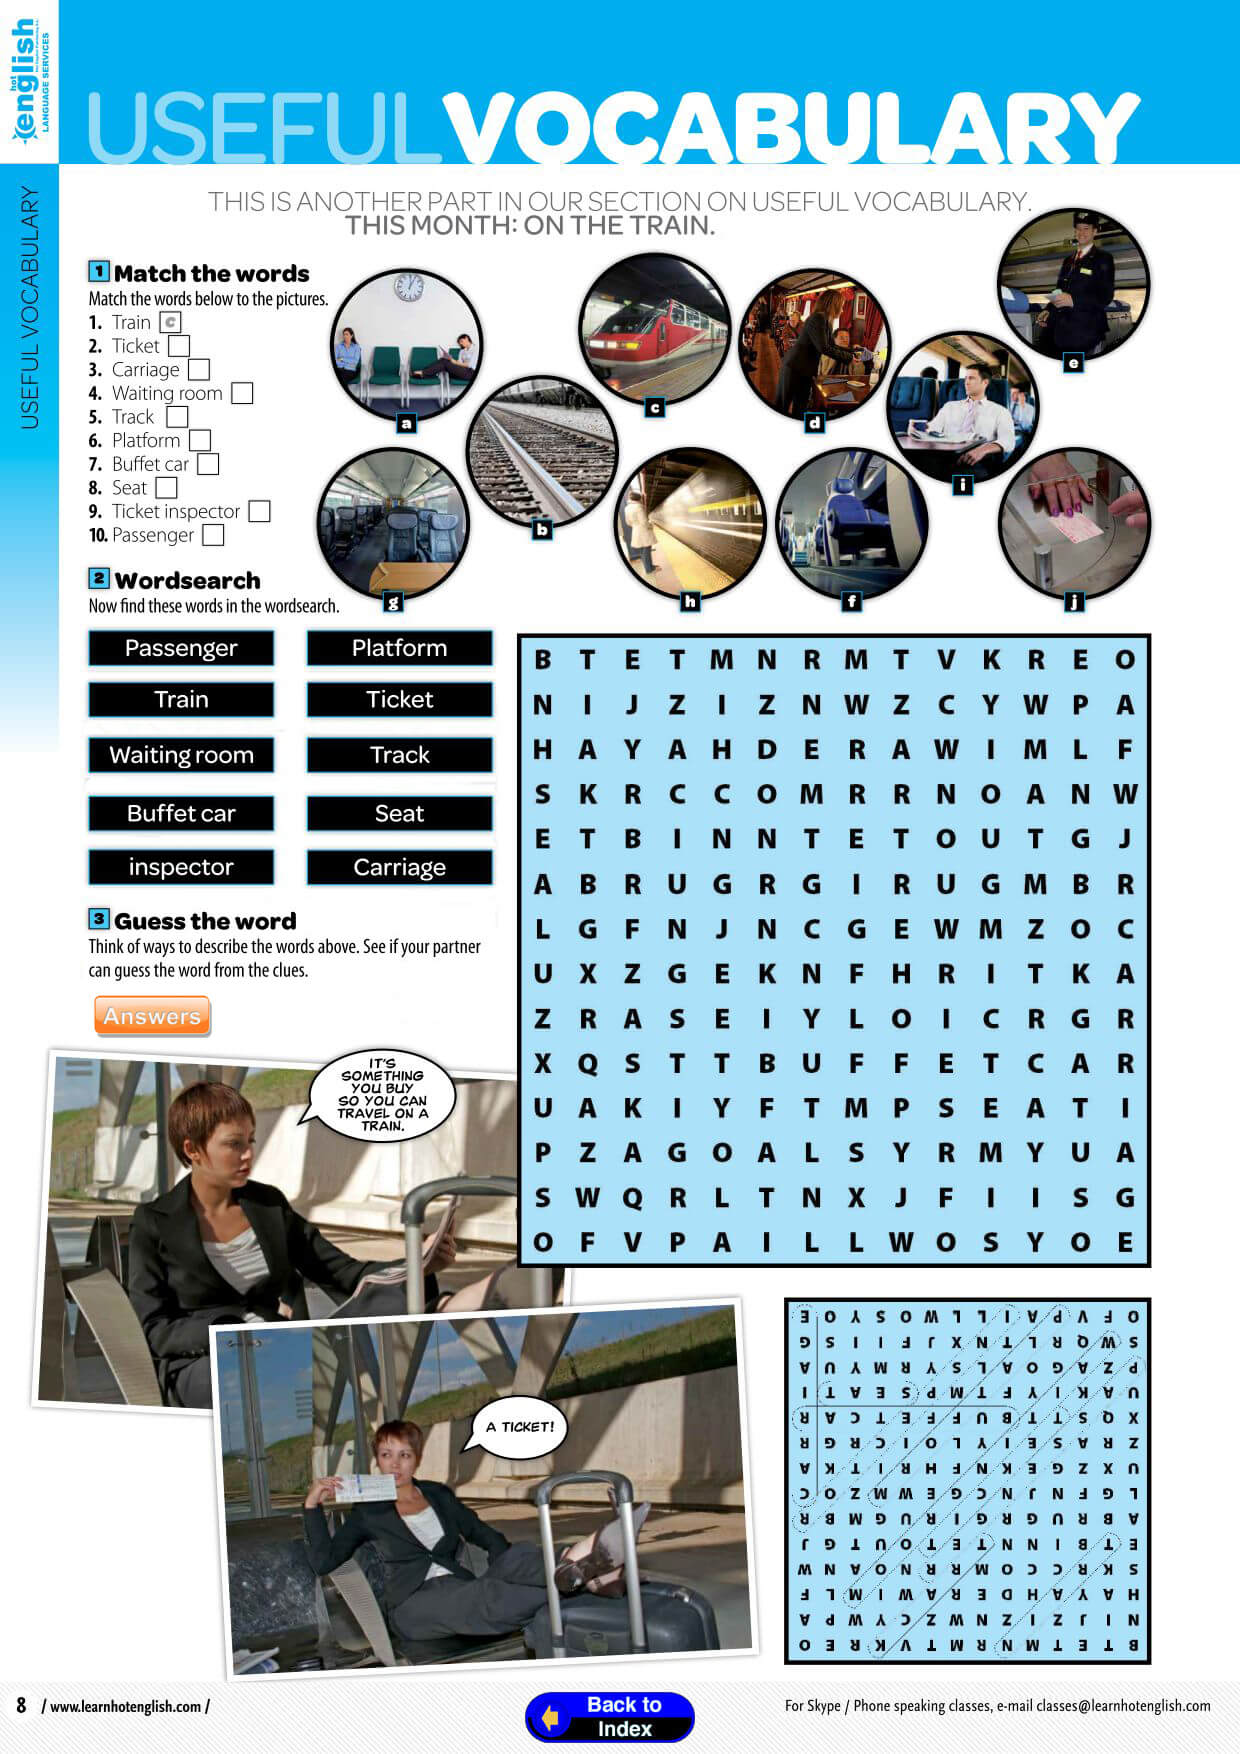 hot
english
LANGUAGE SERVICES
USEFUL VOCABULARY
USEFUL VOCABULARY
THIS IS ANOTHER PART IN OUR SECTION ON USEFUL VOCABULARY.
THIS MONTH: ON THE TRAIN.
1 Match the words
Match the words below to the pictures.
1. Train c
2. Ticket
3. Carriage
4. Waiting room
5. Track
6. Platform
7. Buffet car
8. Seat
9. Ticket inspector
10. Passenger
a
b
c
d
e
i
g
h
f
j
2 Wordsearch
Now find these words in the wordsearch.
Passenger Platform
Train Ticket
Waiting room Track
Buffet car Seat
inspector Carriage
3 Guess the word
Think of ways to describe the words above. See if your partner
can guess the word from the clues.
Answers
B T E T M N R M T V K R E O
N I J Z I Z N W Z C Y W P A
H A Y A H D E R A W I M L F
S K R C C O M R R N O A N W
E T B I N N T E T O U T G J
A B R U G R G I R U G M B R
L G F N J N C G E W M Z O C
U X Z G E K N F H R I T K A
Z R A S E I Y L O I C R G R
X Q S T T B U F F E T C A R
U A K I Y F T M P S E A T I
P Z A G O A L S Y R M Y U A
S W Q R L T N X J F I I S G
O F V P A I L L W O S Y O E
IT'S
SOMETHING
YOU BUY
SO YOU CAN
TRAVEL ON A
TRAIN.
A TICKET!
B T E T M N R M T V K R E O
N I J Z I Z N W Z C Y W P A
H A Y A H D E R A W I M L F
S K R C C O M R R N O A N W
E T B I N N T E T O U T G J
A B R U G R G I R U G M B R
L G F N J N C G E W M Z O C
U X Z G E K N F H R I T K A
Z R A S E I Y L O I C R G R
X Q S T T B U F F E T C A R
U A K I Y F T M P S E A T I
P Z A G O A L S Y R M Y U A
S W Q R L T N X J F I I S G
O F V P A I L L W O S Y O E
8 / www.learnhotenglish.com /
Back to
Index
For Skype / Phone speaking classes, e-mail classes@learnhotenglish.com